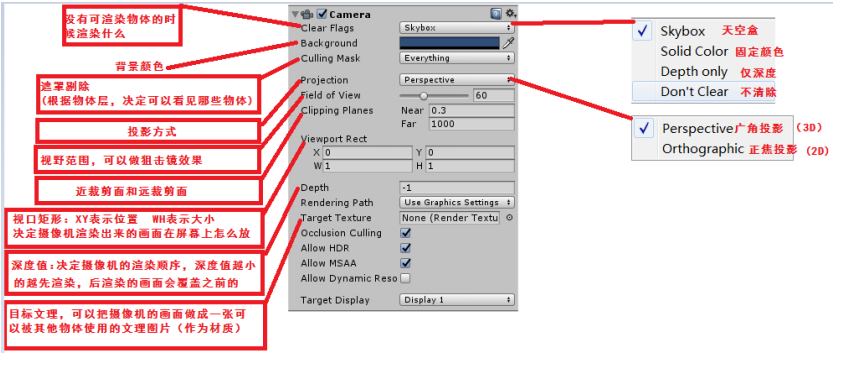 没有可渲染物体的时
候渲染什么
背景颜色
遮罩剔除
(根据物体层，决定可以看见那些物体)
投影方式
视野范围，可以做狙击镜效果
近裁剪面和远裁剪面
视口矩形：XY表示位置 WH表示大小
决定摄像机渲染出来的画面在屏幕上怎么放
深度值：决定摄像机的渲染顺序，深度值越小
的越先渲染，后渲染的画面会覆盖之前的
目标文理，可以把摄像机的画面做成一张可
以被其他物体使用的文理图片（作为材质）
Camera
Clear Flags Skybox
Background
Culling Mask Everything
Projection Perspective
Field of View 60
Clipping Planes Near 0.3
Far 1000
Viewport Rect
X 0 Y 0
W 1 H 1
Depth -1
Rendering Path Use Graphics Settings
Target Texture None (Render Textu
Occlusion Culling
Allow HDR
Allow MSAA
Allow Dynamic Reso
Target Display Display 1
Skybox 天空盒
Solid Color 固定颜色
Depth only 仅深度
Don't Clear 不清除
Perspective广角投影 (3D)
Orthographic 正焦投影 (2D)